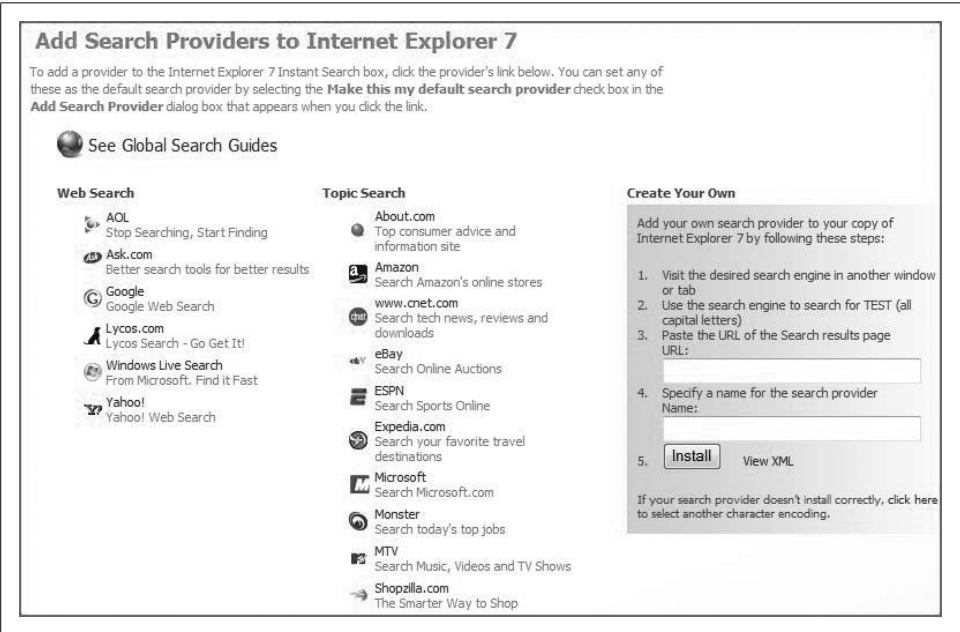 Add Search Providers to Internet Explorer 7
To add a provider to the Internet Explorer 7 Instant Search box, click the provider's link below. You can set any of
these as the default search provider by selecting the Make this my default search provider check box in the
Add Search Provider dialog box that appears when you click the link.
See Global Search Guides
Web Search
AOL
Stop Searching, Start Finding
Ask.com
Better search tools for better results
Google
Google Web Search
Lycos.com
Lycos Search - Go Get It!
Windows Live Search
From Microsoft. Find it Fast
Yahoo!
Yahoo! Web Search
Topic Search
About.com
Top consumer advice and
information site
Amazon
Search Amazon's online stores
www.cnet.com
Search tech news, reviews and
downloads
eBay
Search Online Auctions
ESPN
Search Sports Online
Expedia.com
Search your favorite travel
destinations
Microsoft
Search Microsoft.com
Monster
Search today's top jobs
MTV
Search Music, Videos and TV Shows
Shopzilla.com
The Smarter Way to Shop
Create Your Own
Add your own search provider to your copy of
Internet Explorer 7 by following these steps:
1. Visit the desired search engine in another window
or tab
2. Use the search engine to search for TEST (all
capital letters)
3. Paste the URL of the Search results page
URL:
4. Specify a name for the search provider
Name:
5. Install View XML
If your search provider doesn't install correctly, click here
to select another character encoding.